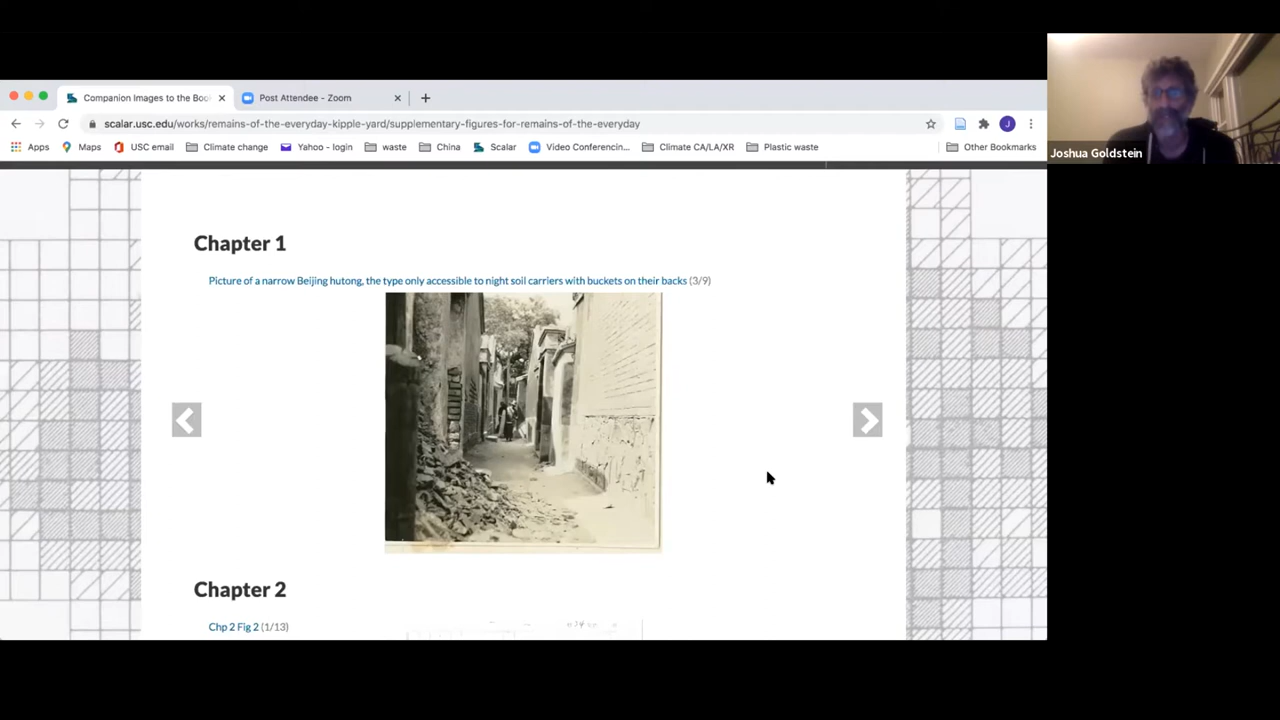 Companion Images to the Boo
Post Attendee - Zoom
scalar.usc.edu/works/remains-of-the-everyday-kipple-yard/supplementary-figures-for-remains-of-the-everyday
J
Apps
Maps
USC email
Climate change
Yahoo - login
waste
China
Scalar
Video Conferencin...
Climate CA/LA/XR
Plastic waste
Other Bookmarks
Joshua Goldstein
Chapter 1
Picture of a narrow Beijing hutong, the type only accessible to night soil carriers with buckets on their backs (3/9)
Chapter 2
Chp 2 Fig 2 (1/13)